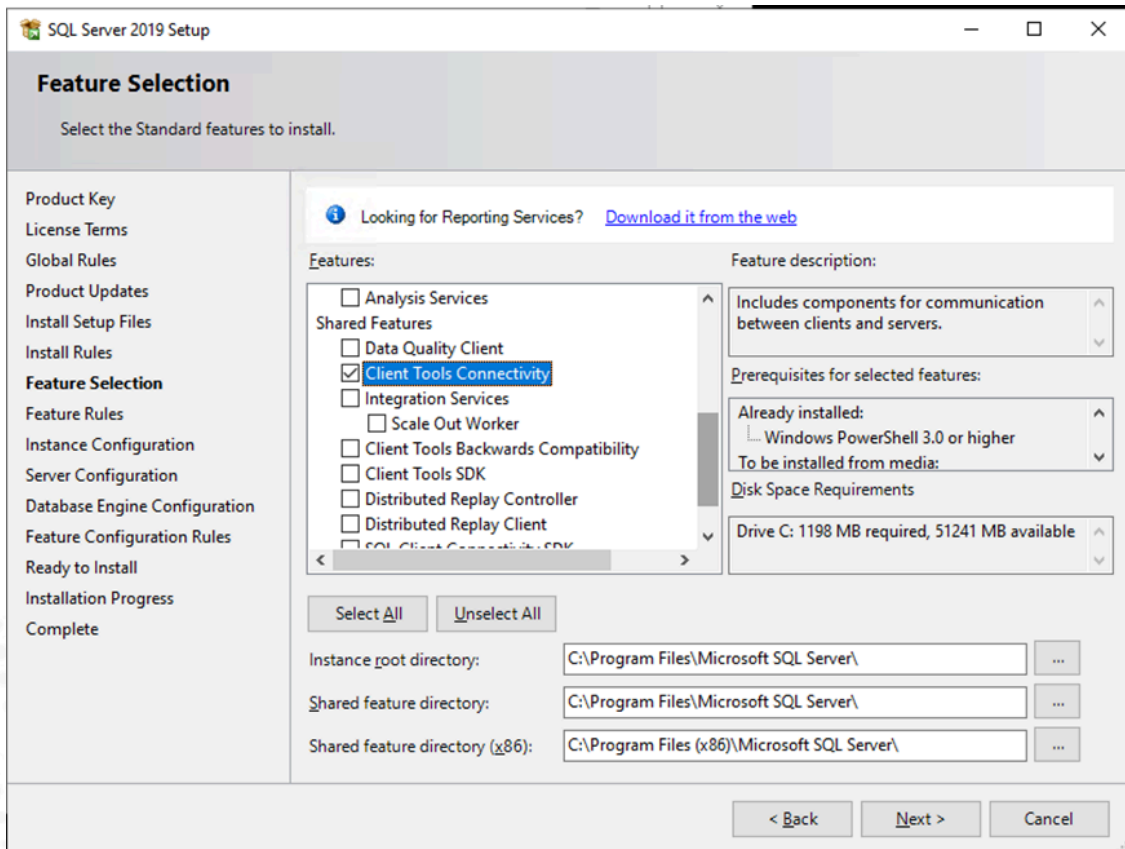 SQL Server 2019 Setup
Feature Selection
Select the Standard features to install.
Product Key
License Terms
Global Rules
Product Updates
Install Setup Files
Install Rules
Feature Selection
Feature Rules
Instance Configuration
Server Configuration
Database Engine Configuration
Feature Configuration Rules
Ready to Install
Installation Progress
Complete
Looking for Reporting Services? Download it from the web
Features:
Analysis Services
Shared Features
Data Quality Client
Client Tools Connectivity
Integration Services
Scale Out Worker
Client Tools Backwards Compatibility
Client Tools SDK
Distributed Replay Controller
Distributed Replay Client
SQL Client Connectivity SDK
Feature description:
Includes components for communication
between clients and servers.
Prerequisites for selected features:
Already installed:
Windows PowerShell 3.0 or higher
To be installed from media:
Disk Space Requirements
Drive C: 1198 MB required, 51241 MB available
Select All
Unselect All
Instance root directory: C:\Program Files\Microsoft SQL Server\ ...
Shared feature directory: C:\Program Files\Microsoft SQL Server\ ...
Shared feature directory (x86): C:\Program Files (x86)\Microsoft SQL Server\ ...
< Back
Next >
Cancel